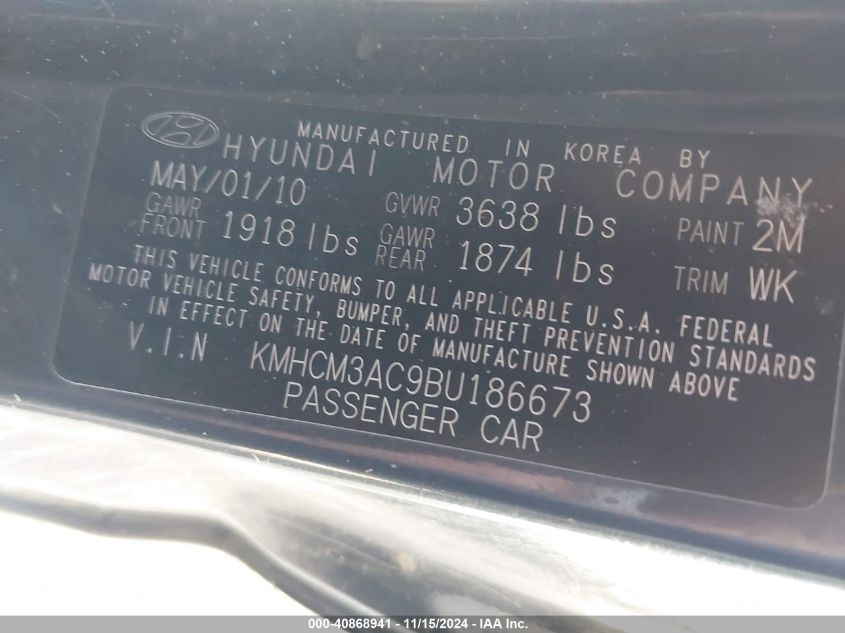 MANUFACTURED IN KOREA BY
HYUNDAI MOTOR COMPANY
MAY/01/10 GVWR 3638 lbs PAINT 2M
GAWR FRONT 1918 lbs GAWR REAR 1874 lbs TRIM WK
THIS VEHICLE CONFORMS TO ALL APPLICABLE U.S.A. FEDERAL
MOTOR VEHICLE SAFETY, BUMPER, AND THEFT PREVENTION STANDARDS
IN EFFECT ON THE DATE OF MANUFACTURE SHOWN ABOVE
V.I.N KMHCM3AC9BU186673
PASSENGER CAR
--- 40868941 - 11/15/2024 - IAA Inc.